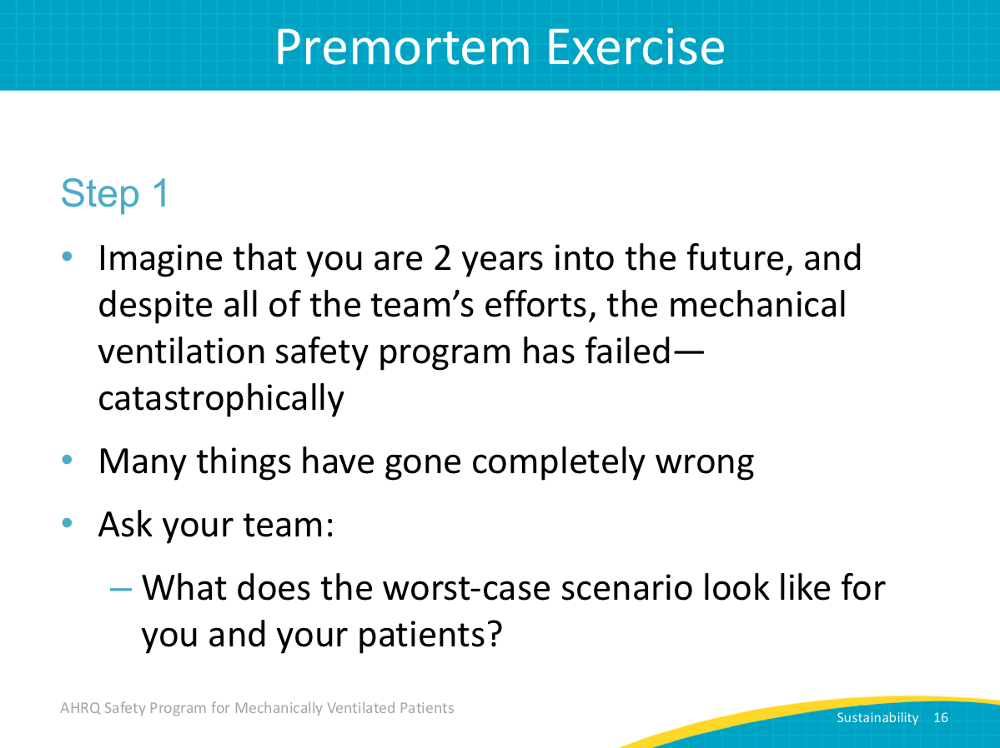 Premortem Exercise
Step 1
• Imagine that you are 2 years into the future, and
despite all of the team’s efforts, the mechanical
ventilation safety program has failed—
catastrophically
• Many things have gone completely wrong
• Ask your team:
– What does the worst-case scenario look like for
you and your patients?
AHRQ Safety Program for Mechanically Ventilated Patients
Sustainability 16